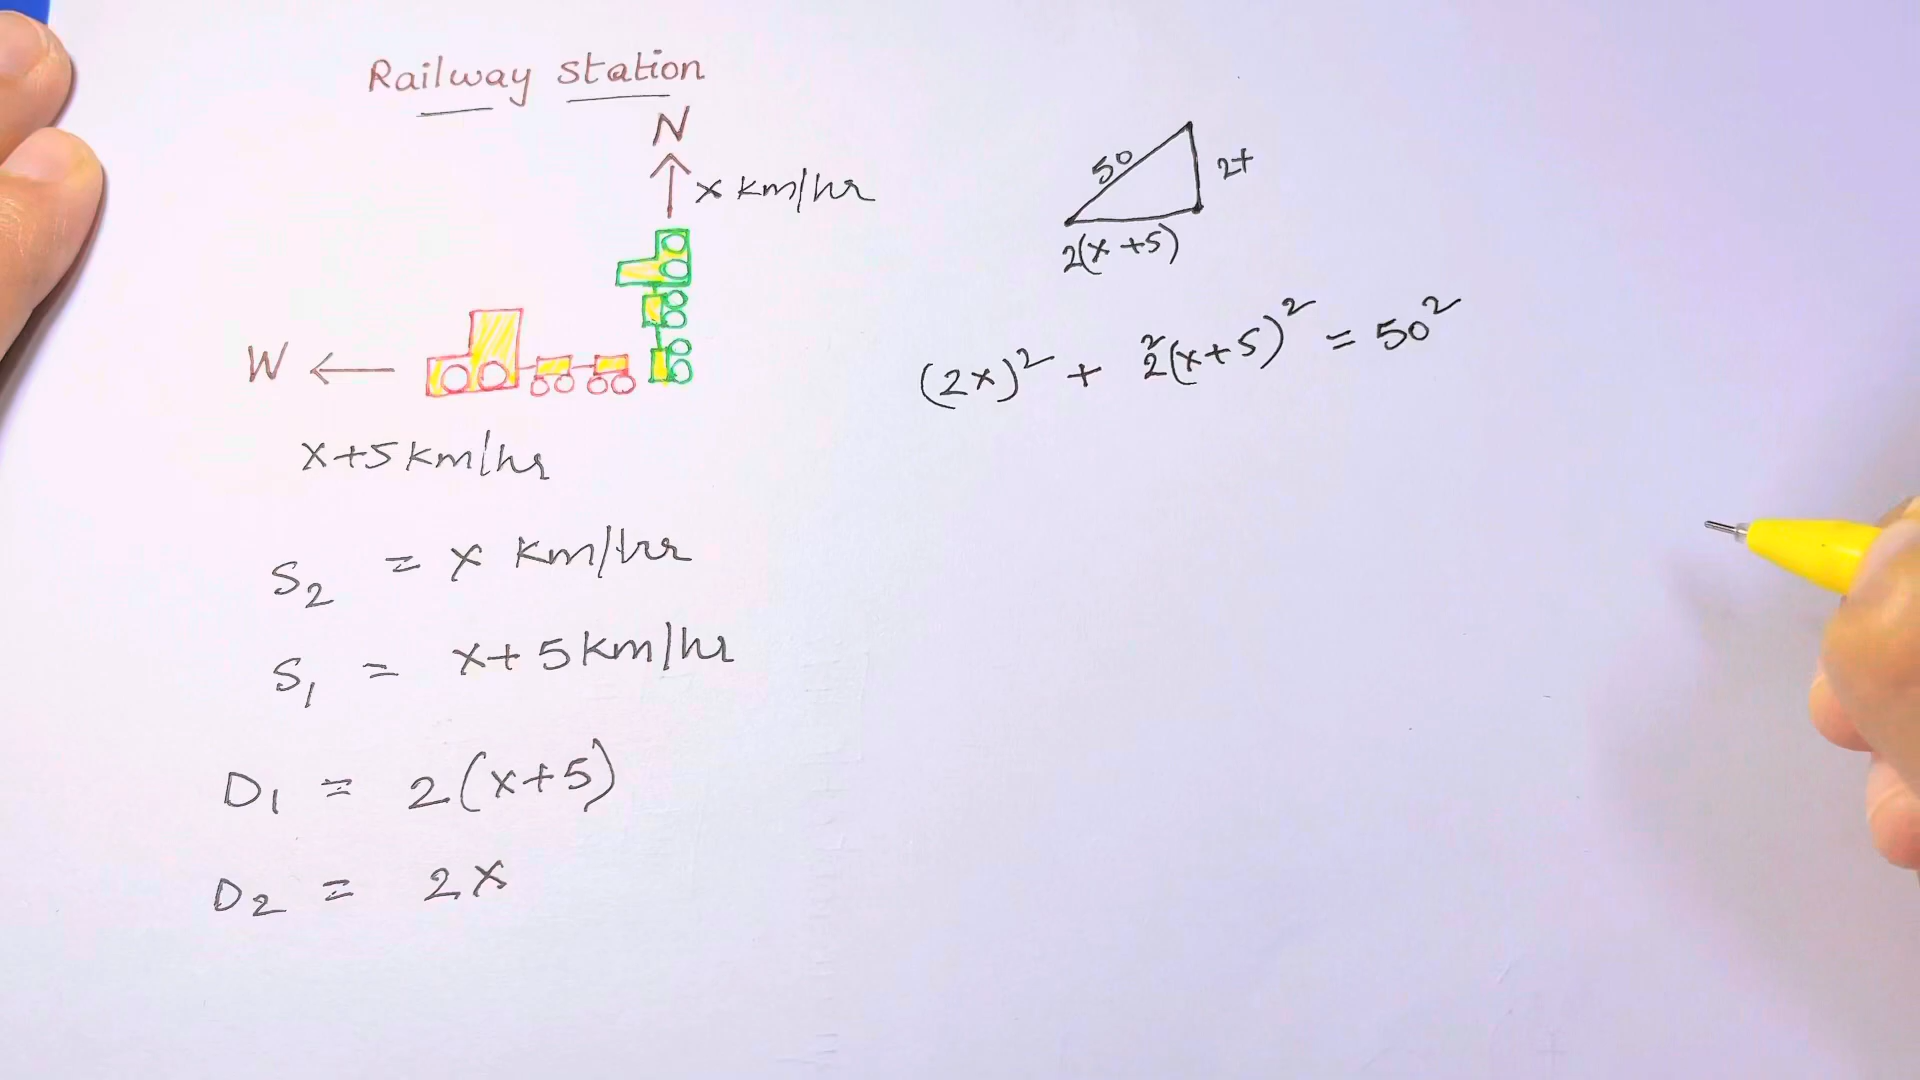 Railway station
N
x km/hr
W
x+5 km/hr
S₂ = x km/hr
S₁ = x+5 km/hr
D₁ = 2(x+5)
D₂ = 2x
50
2+
2(x+5)
(2x)² + 2²(x+5)² = 50²